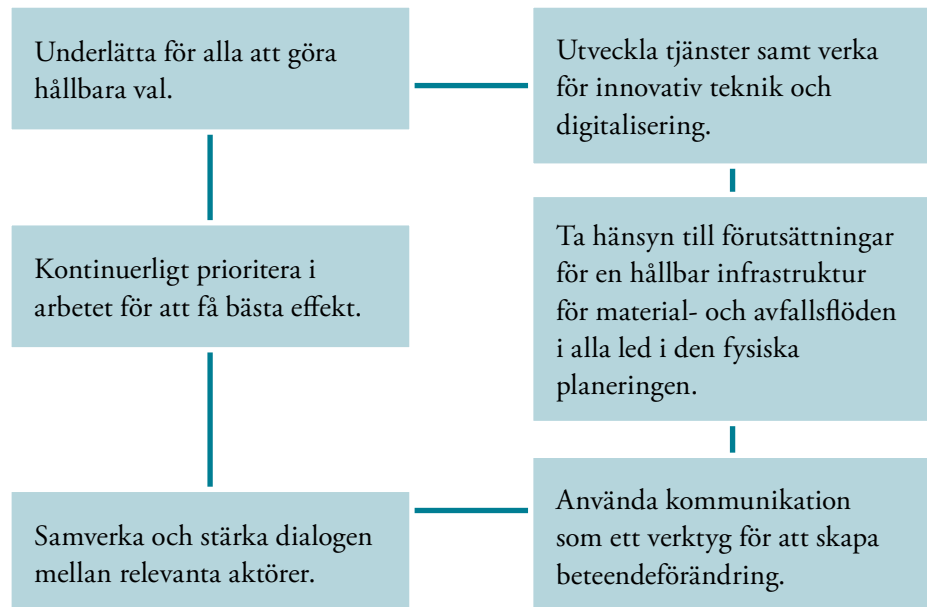 Underlätta för alla att göra
hållbara val.
Utveckla tjänster samt verka
för innovativ teknik och
digitalisering.
Kontinuerligt prioritera i
arbetet för att få bästa effekt.
Ta hänsyn till förutsättningar
för en hållbar infrastruktur
för material- och avfallsflöden
i alla led i den fysiska
planeringen.
Samverka och stärka dialogen
mellan relevanta aktörer.
Använda kommunikation
som ett verktyg för att skapa
beteendeförändring.